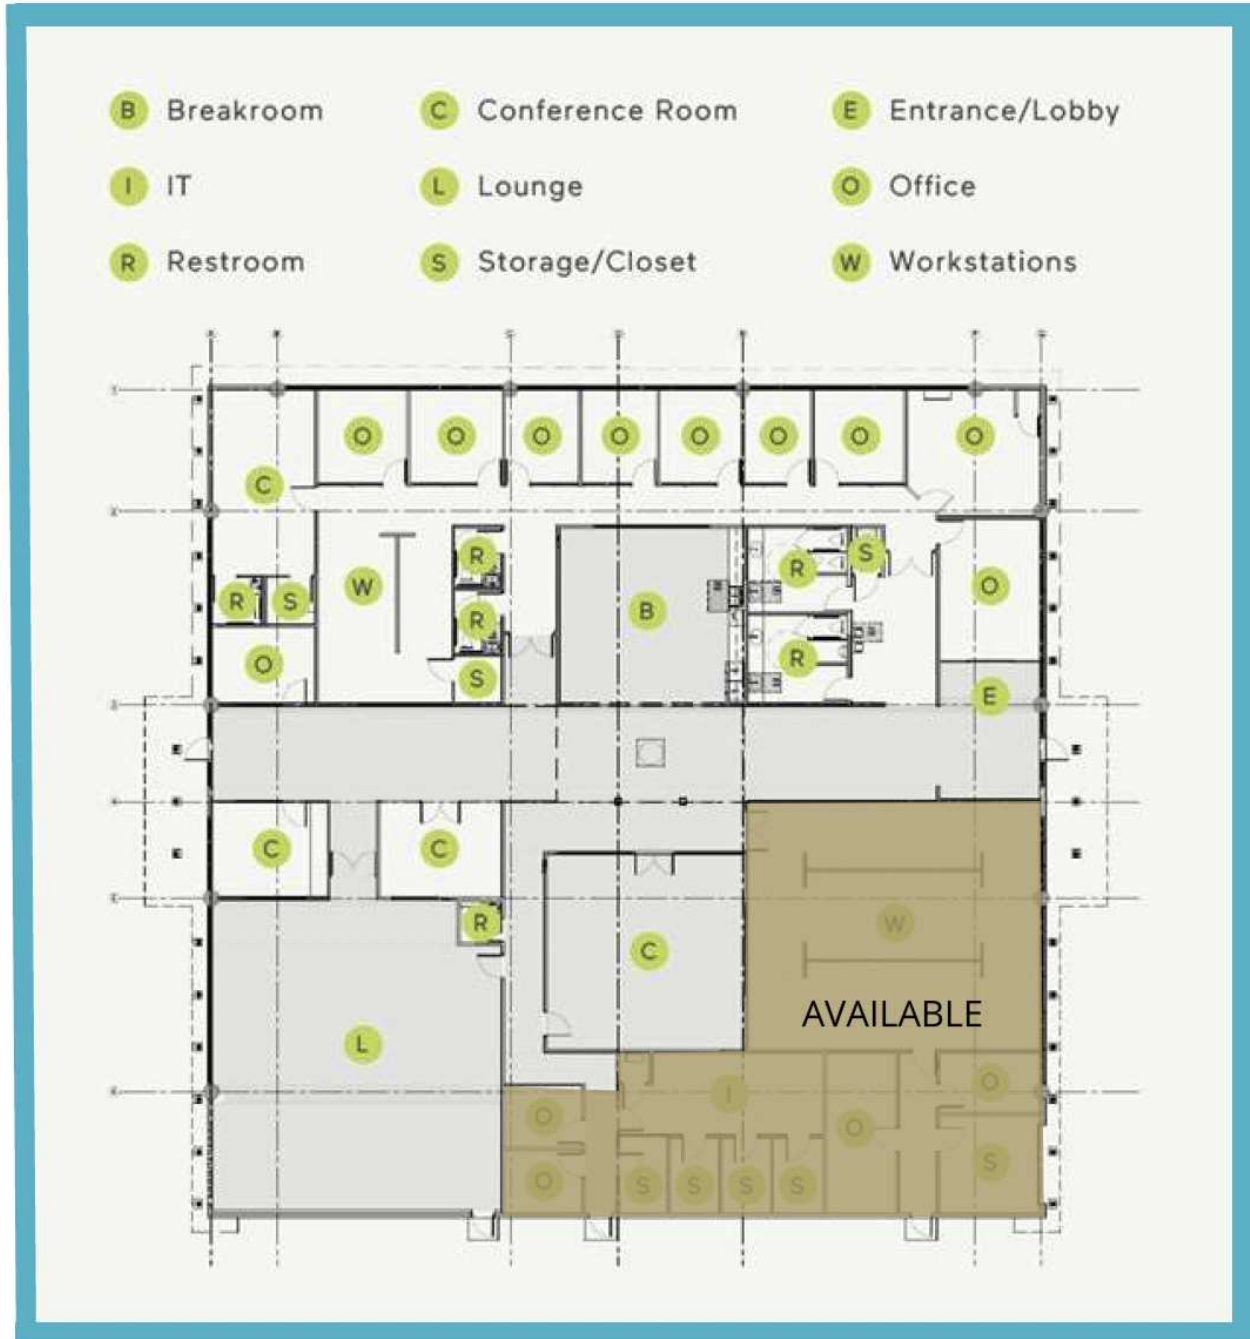 B Breakroom C Conference Room E Entrance/Lobby
I IT L Lounge O Office
R Restroom S Storage/Closet W Workstations
O O O O O O O O
C
R S
W R S O
R S B
R
O S R E
C C
R W
C
AVAILABLE
L
O I O O
O S S S S S